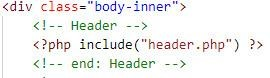 <div class="body-inner">
<!-- Header -->
<?php include("header.php") ?>
<!-- end: Header -->